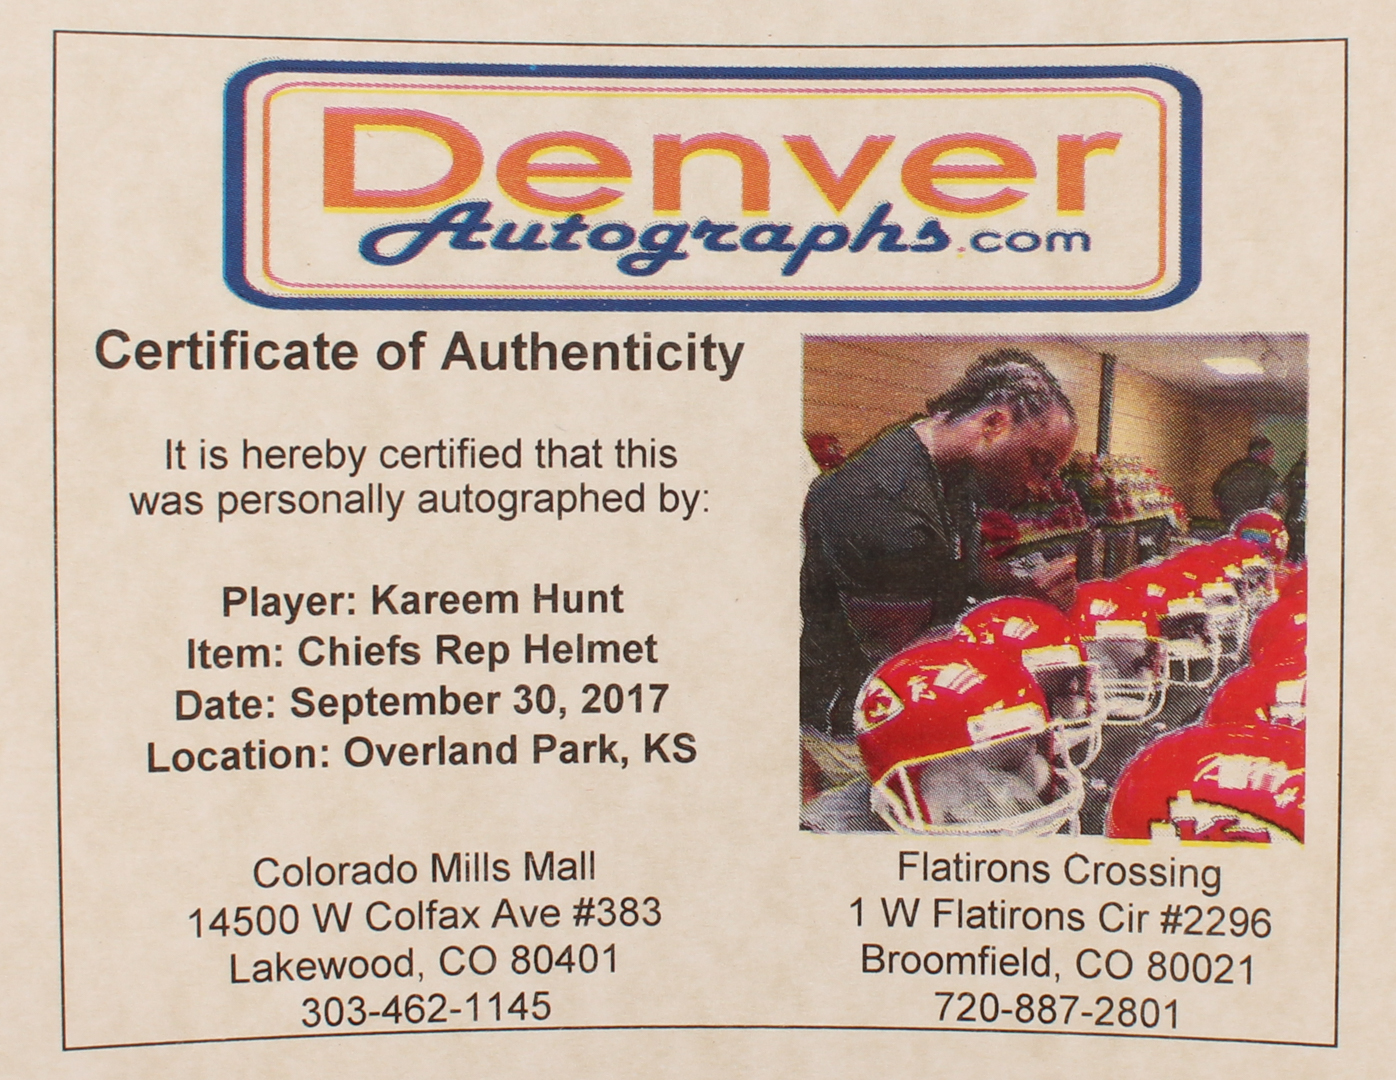 Denver
Autographs.com
Certificate of Authenticity
It is hereby certified that this
was personally autographed by:
Player: Kareem Hunt
Item: Chiefs Rep Helmet
Date: September 30, 2017
Location: Overland Park, KS
Colorado Mills Mall
14500 W Colfax Ave #383
Lakewood, CO 80401
303-462-1145
Flatirons Crossing
1 W Flatirons Cir #2296
Broomfield, CO 80021
720-887-2801